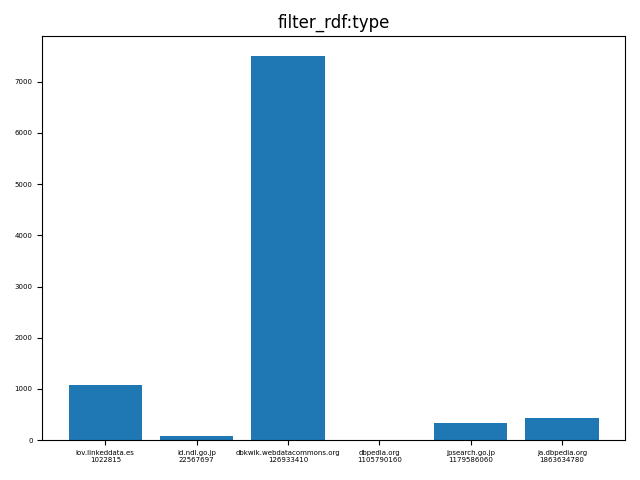 filter_rdf:type
7000
6000
5000
4000
3000
2000
1000
0
lov.linkeddata.es
1022815
id.ndl.go.jp
22567697
dbkwik.webdatacommons.org
126933410
dbpedia.org
1105790160
jpsearch.go.jp
1179586060
ja.dbpedia.org
1863634780